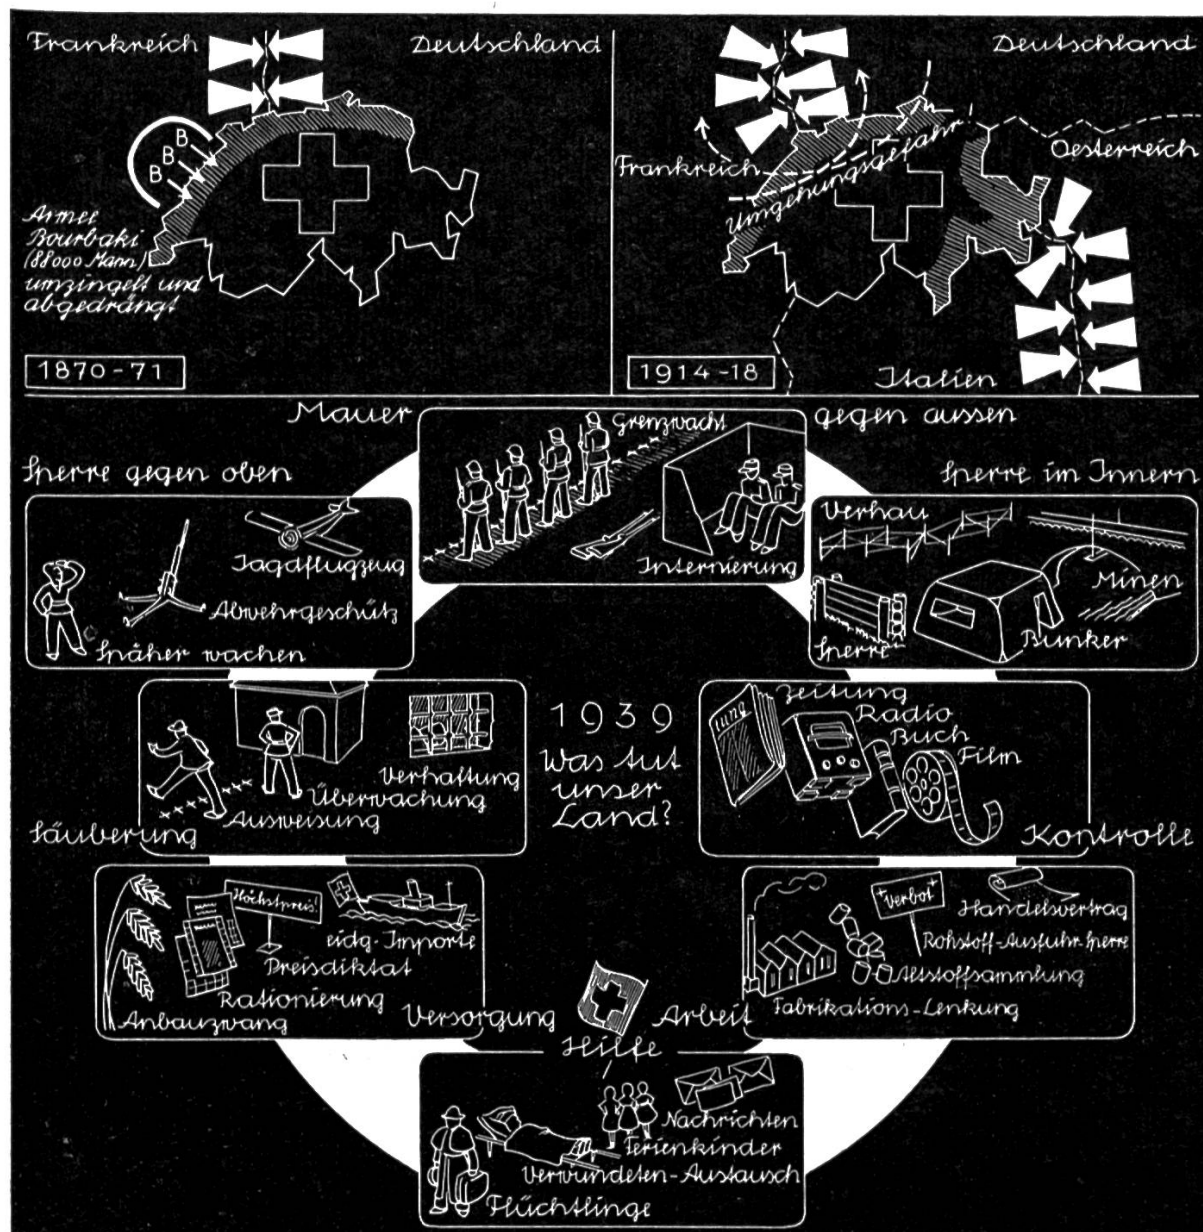 Frankreich
Deutschland
B
B
B
Armee
Bourbaki
(88000 Mann)
umzingelt und
abgedrängt
1870-71
Deutschland
Frankreich
Umgehungsgefahr
Oesterreich
Italien
1914-18
Mauer gegen aussen
Grenzwacht
Internierung
Sperre gegen oben
Jagdflugzeug
Abwehrgeschütz
Späher wachen
Sperre im Innern
Verhau
Minen
Bunker
Sperre
Verhaftung
Überwachung
Ausweisung
Säuberung
1939
Was tut
unser
Land?
Zeitung
Radio
Buch
Film
Kontrolle
Höchstpreis!
eidg. Importe
Preisdiktat
Rationierung
Anbauzwang
Versorgung
+Verbot+
Handelsvertrag
Rohstoff-Ausfuhr-Sperre
Altstoffsammlung
Fabrikations-Lenkung
Arbeit
Hilfe
Nachrichten
Ferienkinder
Verwundeten-Austausch
Flüchtlinge